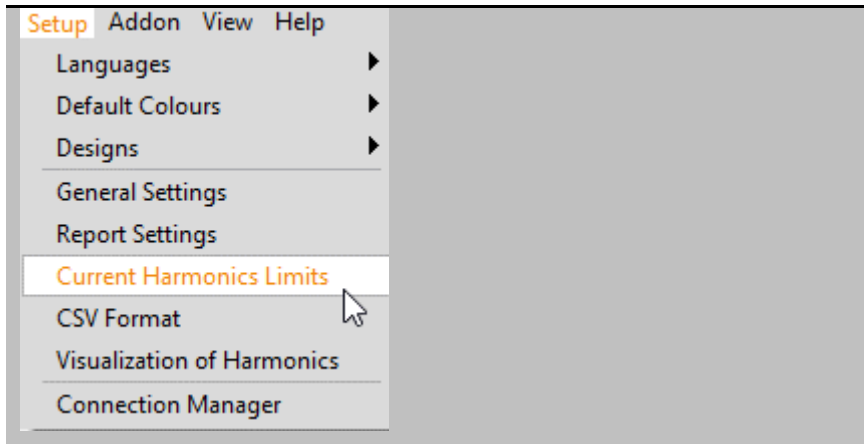 Setup Addon View Help
Languages
Default Colours
Designs
General Settings
Report Settings
Current Harmonics Limits
CSV Format
Visualization of Harmonics
Connection Manager